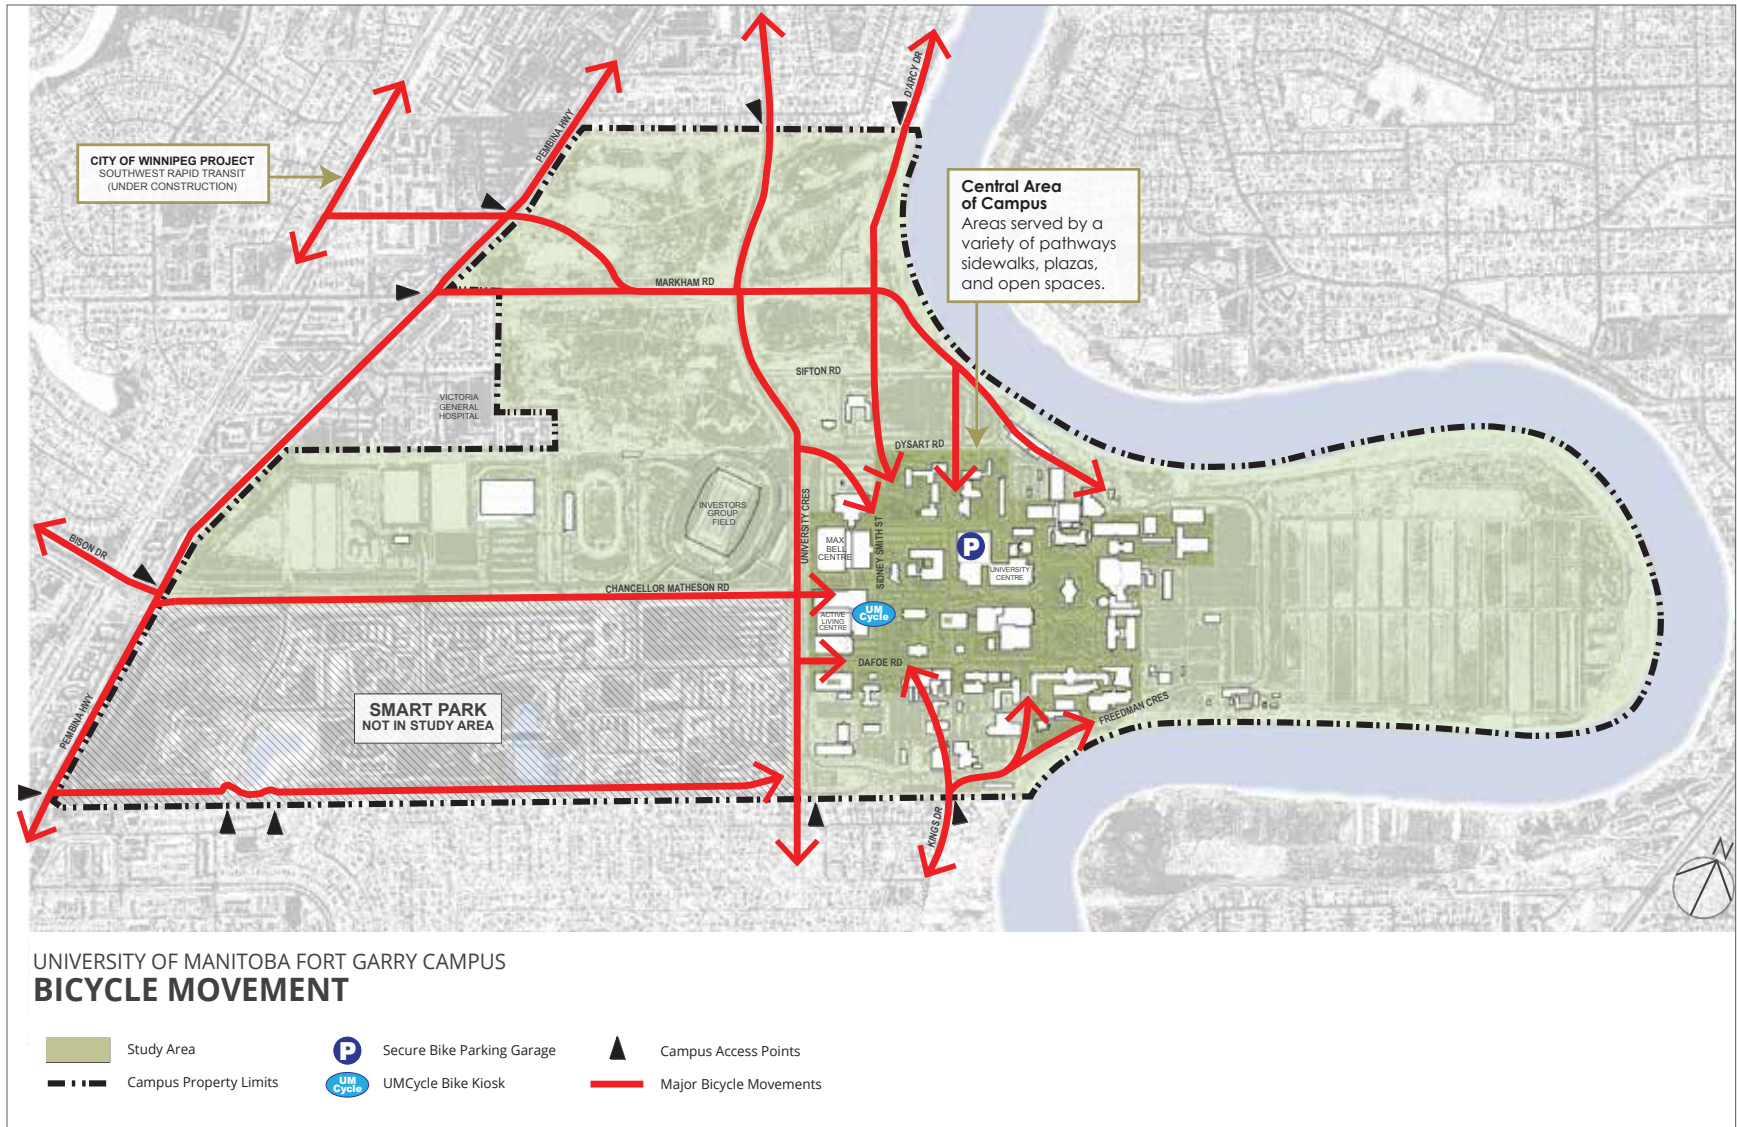 D'ARCY DR
PEMBINA HWY
CITY OF WINNIPEG PROJECT
SOUTHWEST RAPID TRANSIT
(UNDER CONSTRUCTION)
Central Area
of Campus
Areas served by a
variety of pathways
sidewalks, plazas,
and open spaces.
MARKHAM RD
SIFTON RD
VICTORIA
GENERAL
HOSPITAL
DYSART RD
INVESTORS
GROUP
FIELD
UNIVERSITY CRES
SIDNEY SMITH ST
MAX
BELL
CENTRE
P
UNIVERSITY
CENTRE
BISON DR
CHANCELLOR MATHESON RD
ACTIVE
LIVING
CENTRE
UM
Cycle
DAFOE RD
SMART PARK
NOT IN STUDY AREA
PEMBINA HWY
FREEDMAN CRES
KINGS DR
N
UNIVERSITY OF MANITOBA FORT GARRY CAMPUS
BICYCLE MOVEMENT
Study Area
P Secure Bike Parking Garage
Campus Access Points
Campus Property Limits
UM
Cycle
UMCycle Bike Kiosk
Major Bicycle Movements